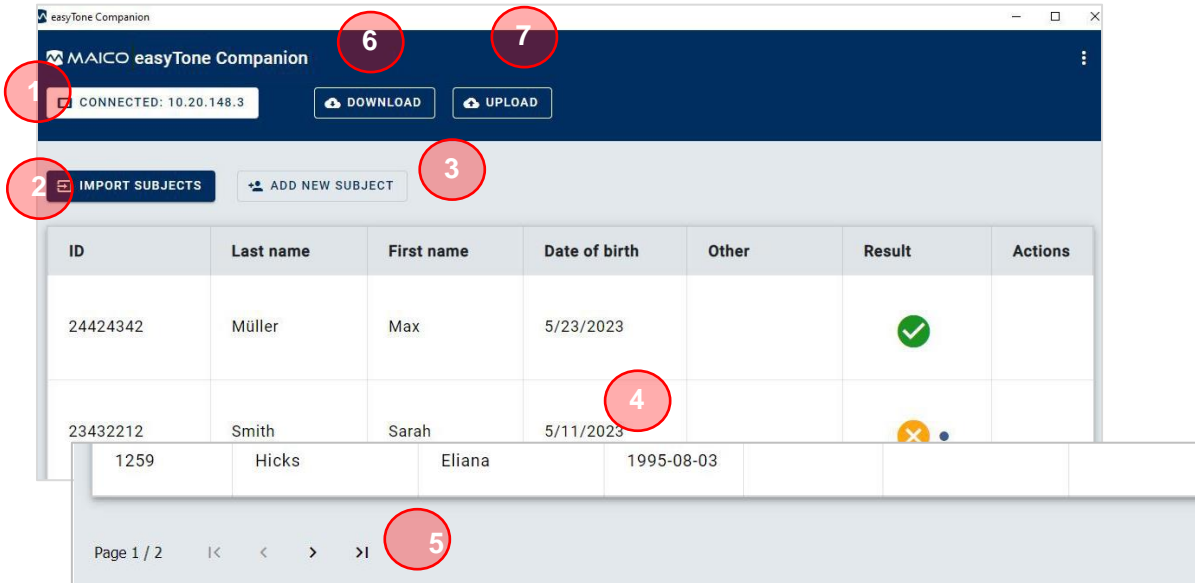 easyTone Companion
6
7
MAICO easyTone Companion
1
CONNECTED: 10.20.148.3
DOWNLOAD
UPLOAD
3
2
IMPORT SUBJECTS
ADD NEW SUBJECT
ID Last name First name Date of birth Other Result Actions
24424342 Müller Max 5/23/2023
4
23432212 Smith Sarah 5/11/2023
1259 Hicks Eliana 1995-08-03
5
Page 1 / 2